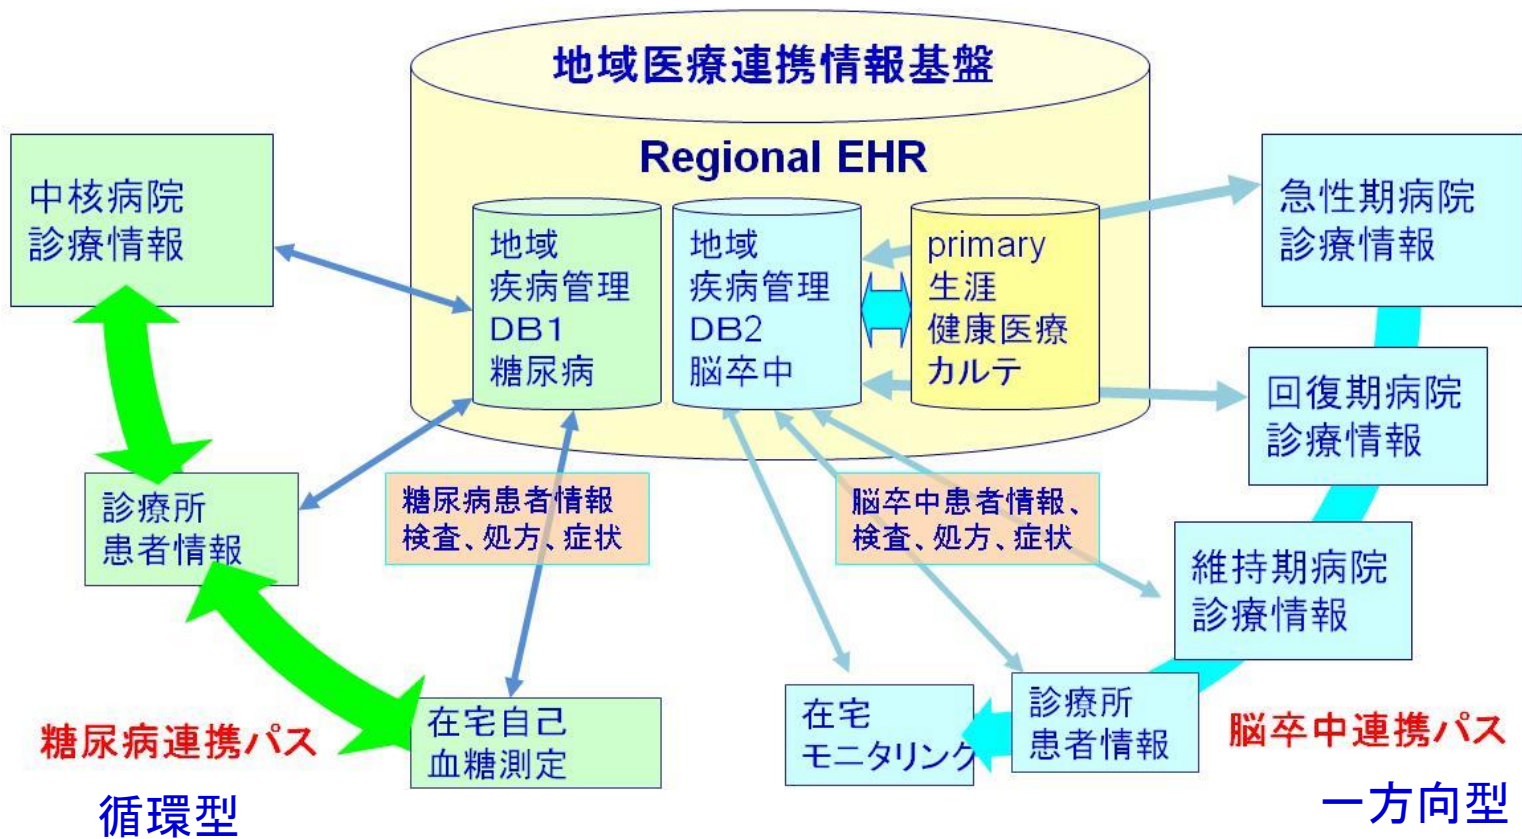 地域医療連携情報基盤
Regional EHR
中核病院
診療情報
地域
疾病管理
DB1
糖尿病
地域
疾病管理
DB2
脳卒中
primary
生涯
健康医療
カルテ
急性期病院
診療情報
回復期病院
診療情報
診療所
患者情報
糖尿病患者情報
検査、処方、症状
脳卒中患者情報、
検査、処方、症状
維持期病院
診療情報
在宅自己
血糖測定
在宅
モニタリング
診療所
患者情報
糖尿病連携パス
循環型
脳卒中連携パス
一方向型